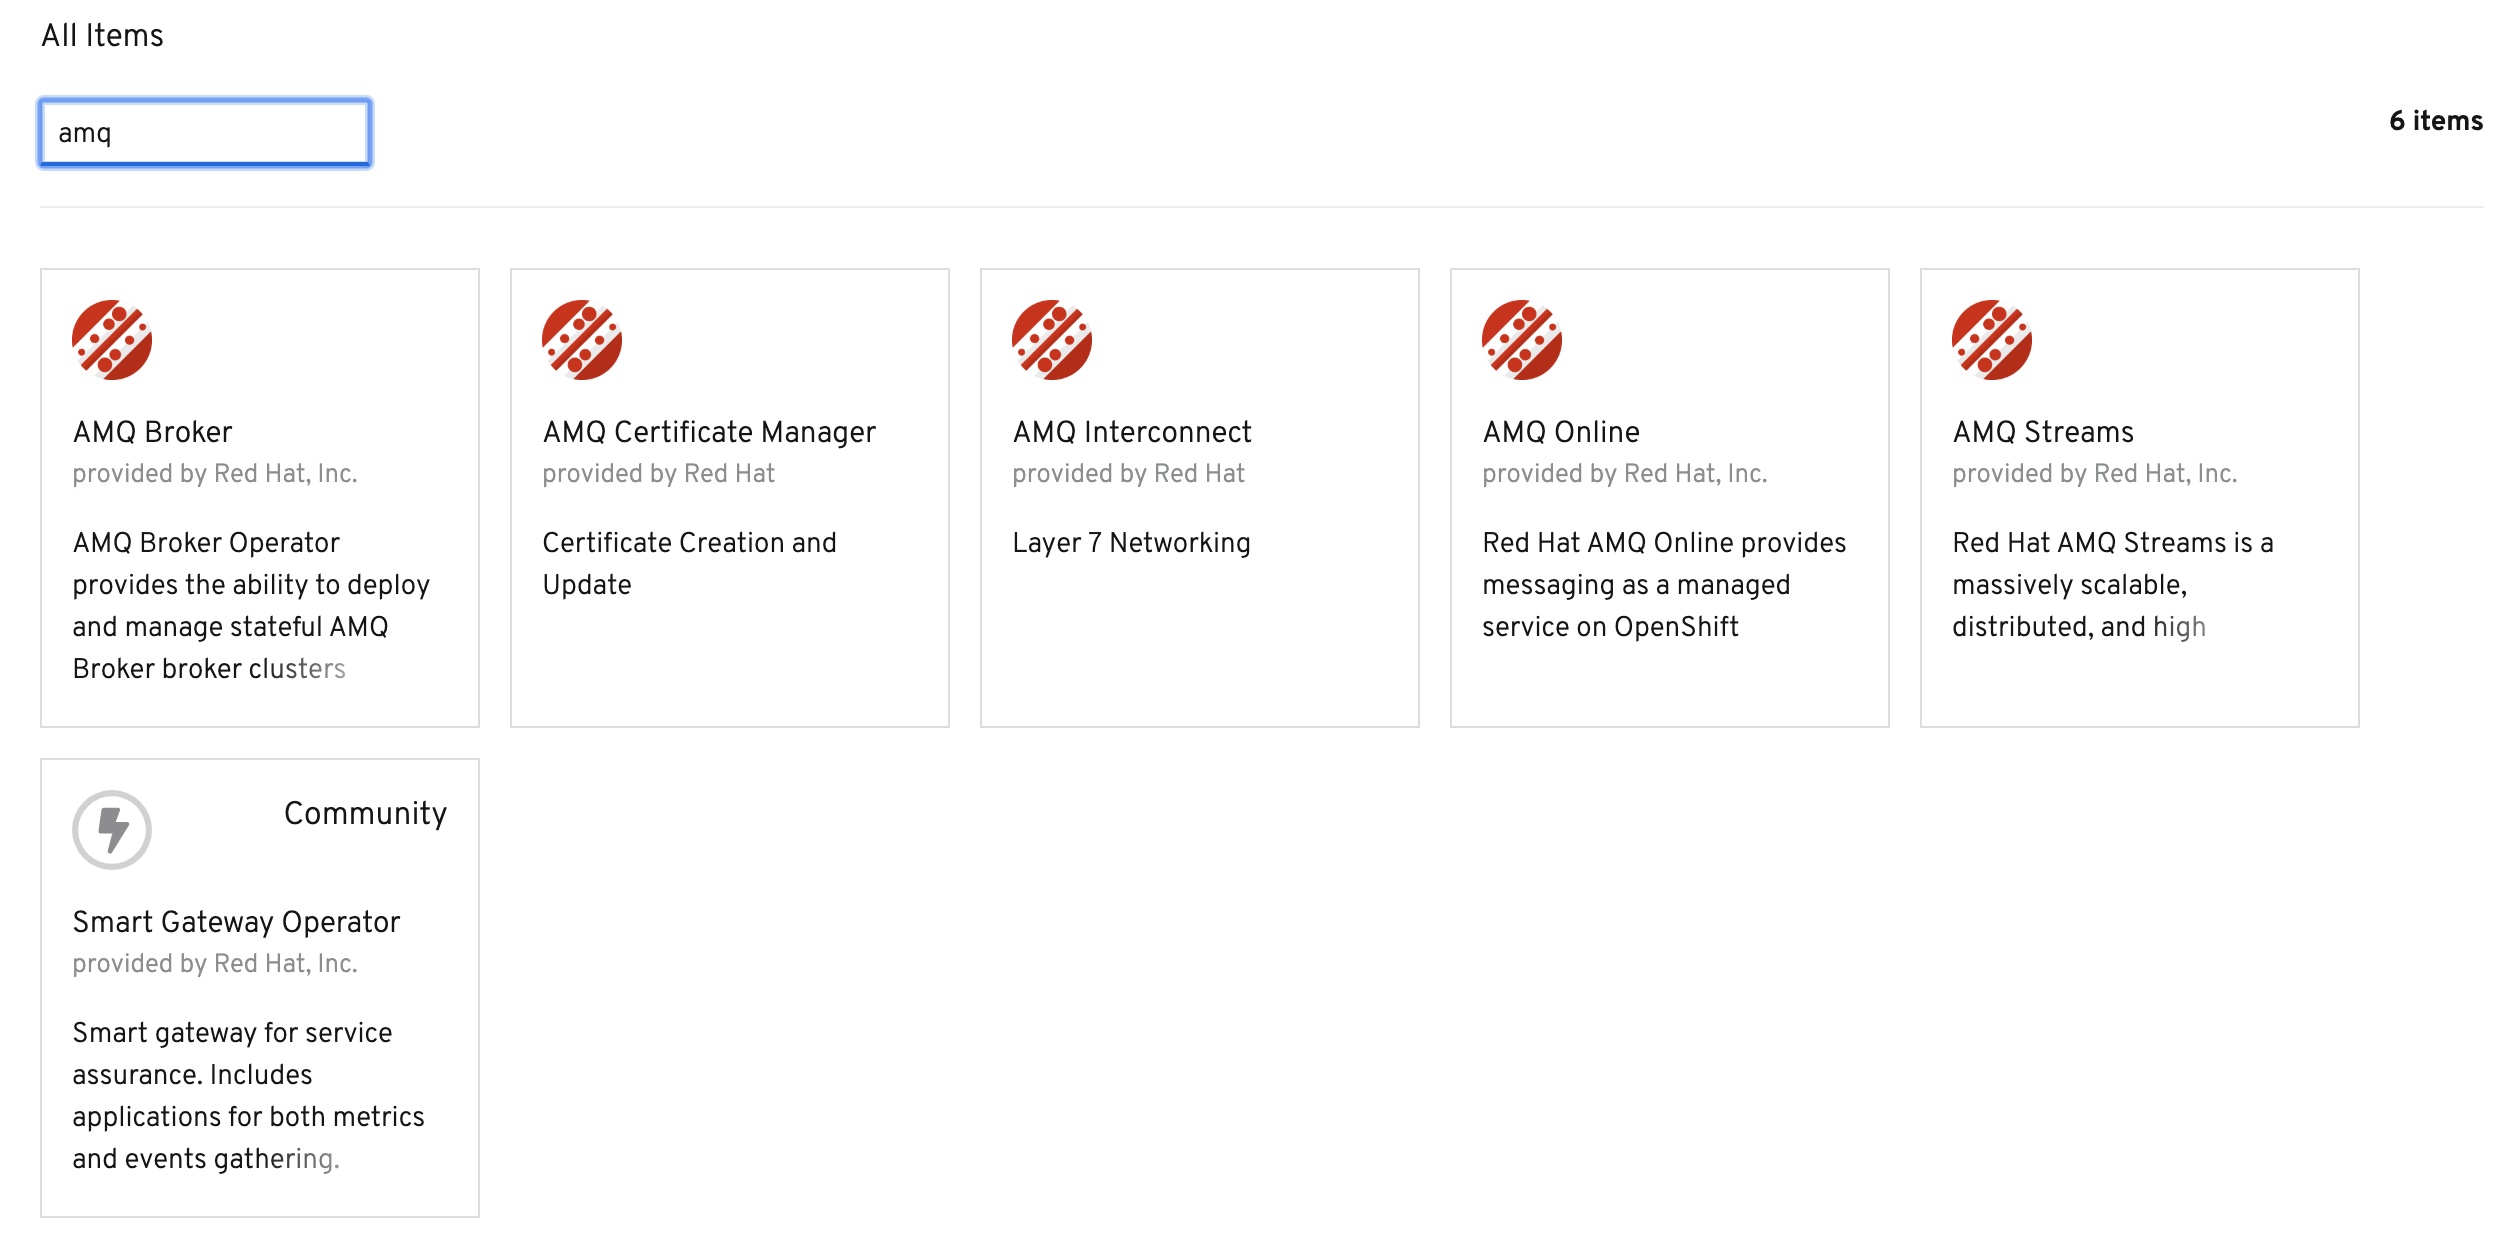 All Items
amq
6 items
AMQ Broker
provided by Red Hat, Inc.
AMQ Broker Operator
provides the ability to deploy
and manage stateful AMQ
Broker broker clusters
AMQ Certificate Manager
provided by Red Hat
Certificate Creation and
Update
AMQ Interconnect
provided by Red Hat
Layer 7 Networking
AMQ Online
provided by Red Hat, Inc.
Red Hat AMQ Online provides
messaging as a managed
service on OpenShift
AMQ Streams
provided by Red Hat, Inc.
Red Hat AMQ Streams is a
massively scalable,
distributed, and high
Community
Smart Gateway Operator
provided by Red Hat, Inc.
Smart gateway for service
assurance. Includes
applications for both metrics
and events gathering.